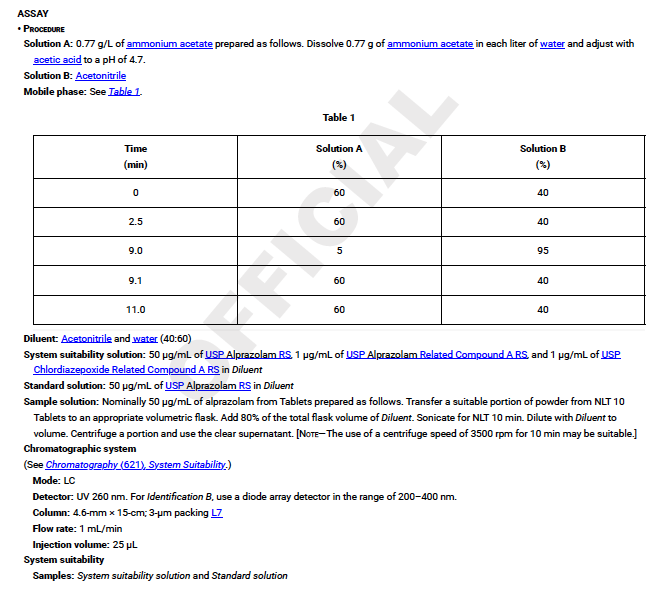 ASSAY
• PROCEDURE
Solution A: 0.77 g/L of ammonium acetate prepared as follows. Dissolve 0.77 g of ammonium acetate in each liter of water and adjust with
acetic acid to a pH of 4.7.
Solution B: Acetonitrile
Mobile phase: See Table 1.
Table 1
Time
(min)
Solution A
(%)
Solution B
(%)
0 60 40
2.5 60 40
9.0 5 95
9.1 60 40
11.0 60 40
OFFICIAL
Diluent: Acetonitrile and water (40:60)
System suitability solution: 50 µg/mL of USP Alprazolam RS, 1 µg/mL of USP Alprazolam Related Compound A RS, and 1 µg/mL of USP
Chlordiazepoxide Related Compound A RS in Diluent
Standard solution: 50 µg/mL of USP Alprazolam RS in Diluent
Sample solution: Nominally 50 µg/mL of alprazolam from Tablets prepared as follows. Transfer a suitable portion of powder from NLT 10
Tablets to an appropriate volumetric flask. Add 80% of the total flask volume of Diluent. Sonicate for NLT 10 min. Dilute with Diluent to
volume. Centrifuge a portion and use the clear supernatant. [NOTE—The use of a centrifuge speed of 3500 rpm for 10 min may be suitable.]
Chromatographic system
(See Chromatography ⟨621⟩, System Suitability.)
Mode: LC
Detector: UV 260 nm. For Identification B, use a diode array detector in the range of 200–400 nm.
Column: 4.6-mm × 15-cm; 3-µm packing L7
Flow rate: 1 mL/min
Injection volume: 25 µL
System suitability
Samples: System suitability solution and Standard solution